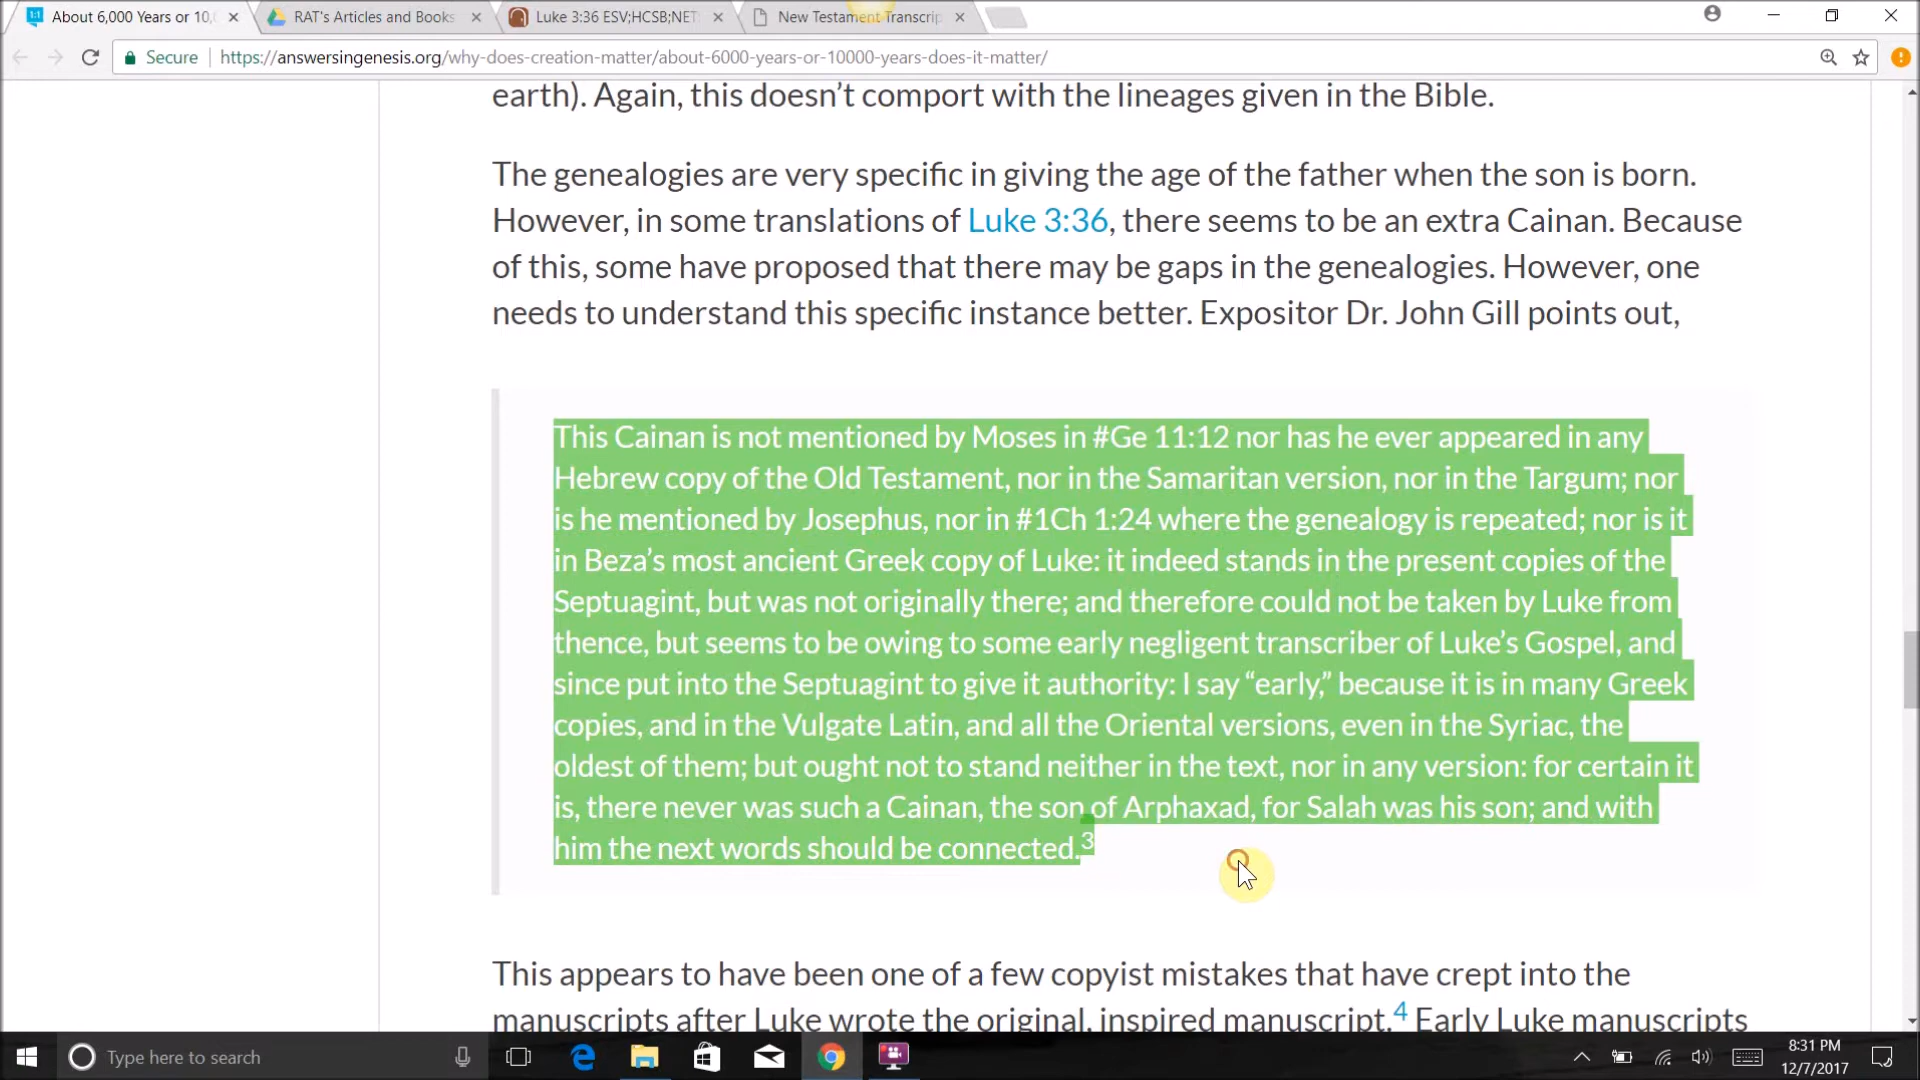 About 6,000 Years or 10,
RAT's Articles and Books
Luke 3:36 ESV;HCSB;NET
New Testament Transcrip
Secure
https://answersingenesis.org/why-does-creation-matter/about-6000-years-or-10000-years-does-it-matter/
earth). Again, this doesn’t comport with the lineages given in the Bible.
The genealogies are very specific in giving the age of the father when the son is born.
However, in some translations of Luke 3:36, there seems to be an extra Cainan. Because
of this, some have proposed that there may be gaps in the genealogies. However, one
needs to understand this specific instance better. Expositor Dr. John Gill points out,
This Cainan is not mentioned by Moses in #Ge 11:12 nor has he ever appeared in any
Hebrew copy of the Old Testament, nor in the Samaritan version, nor in the Targum; nor
is he mentioned by Josephus, nor in #1Ch 1:24 where the genealogy is repeated; nor is it
in Beza’s most ancient Greek copy of Luke: it indeed stands in the present copies of the
Septuagint, but was not originally there; and therefore could not be taken by Luke from
thence, but seems to be owing to some early negligent transcriber of Luke’s Gospel, and
since put into the Septuagint to give it authority: I say “early,” because it is in many Greek
copies, and in the Vulgate Latin, and all the Oriental versions, even in the Syriac, the
oldest of them; but ought not to stand neither in the text, nor in any version: for certain it
is, there never was such a Cainan, the son of Arphaxad, for Salah was his son; and with
him the next words should be connected.3
This appears to have been one of a few copyist mistakes that have crept into the
manuscripts after Luke wrote the original, inspired manuscript.4 Early Luke manuscripts
Type here to search
8:31 PM
12/7/2017